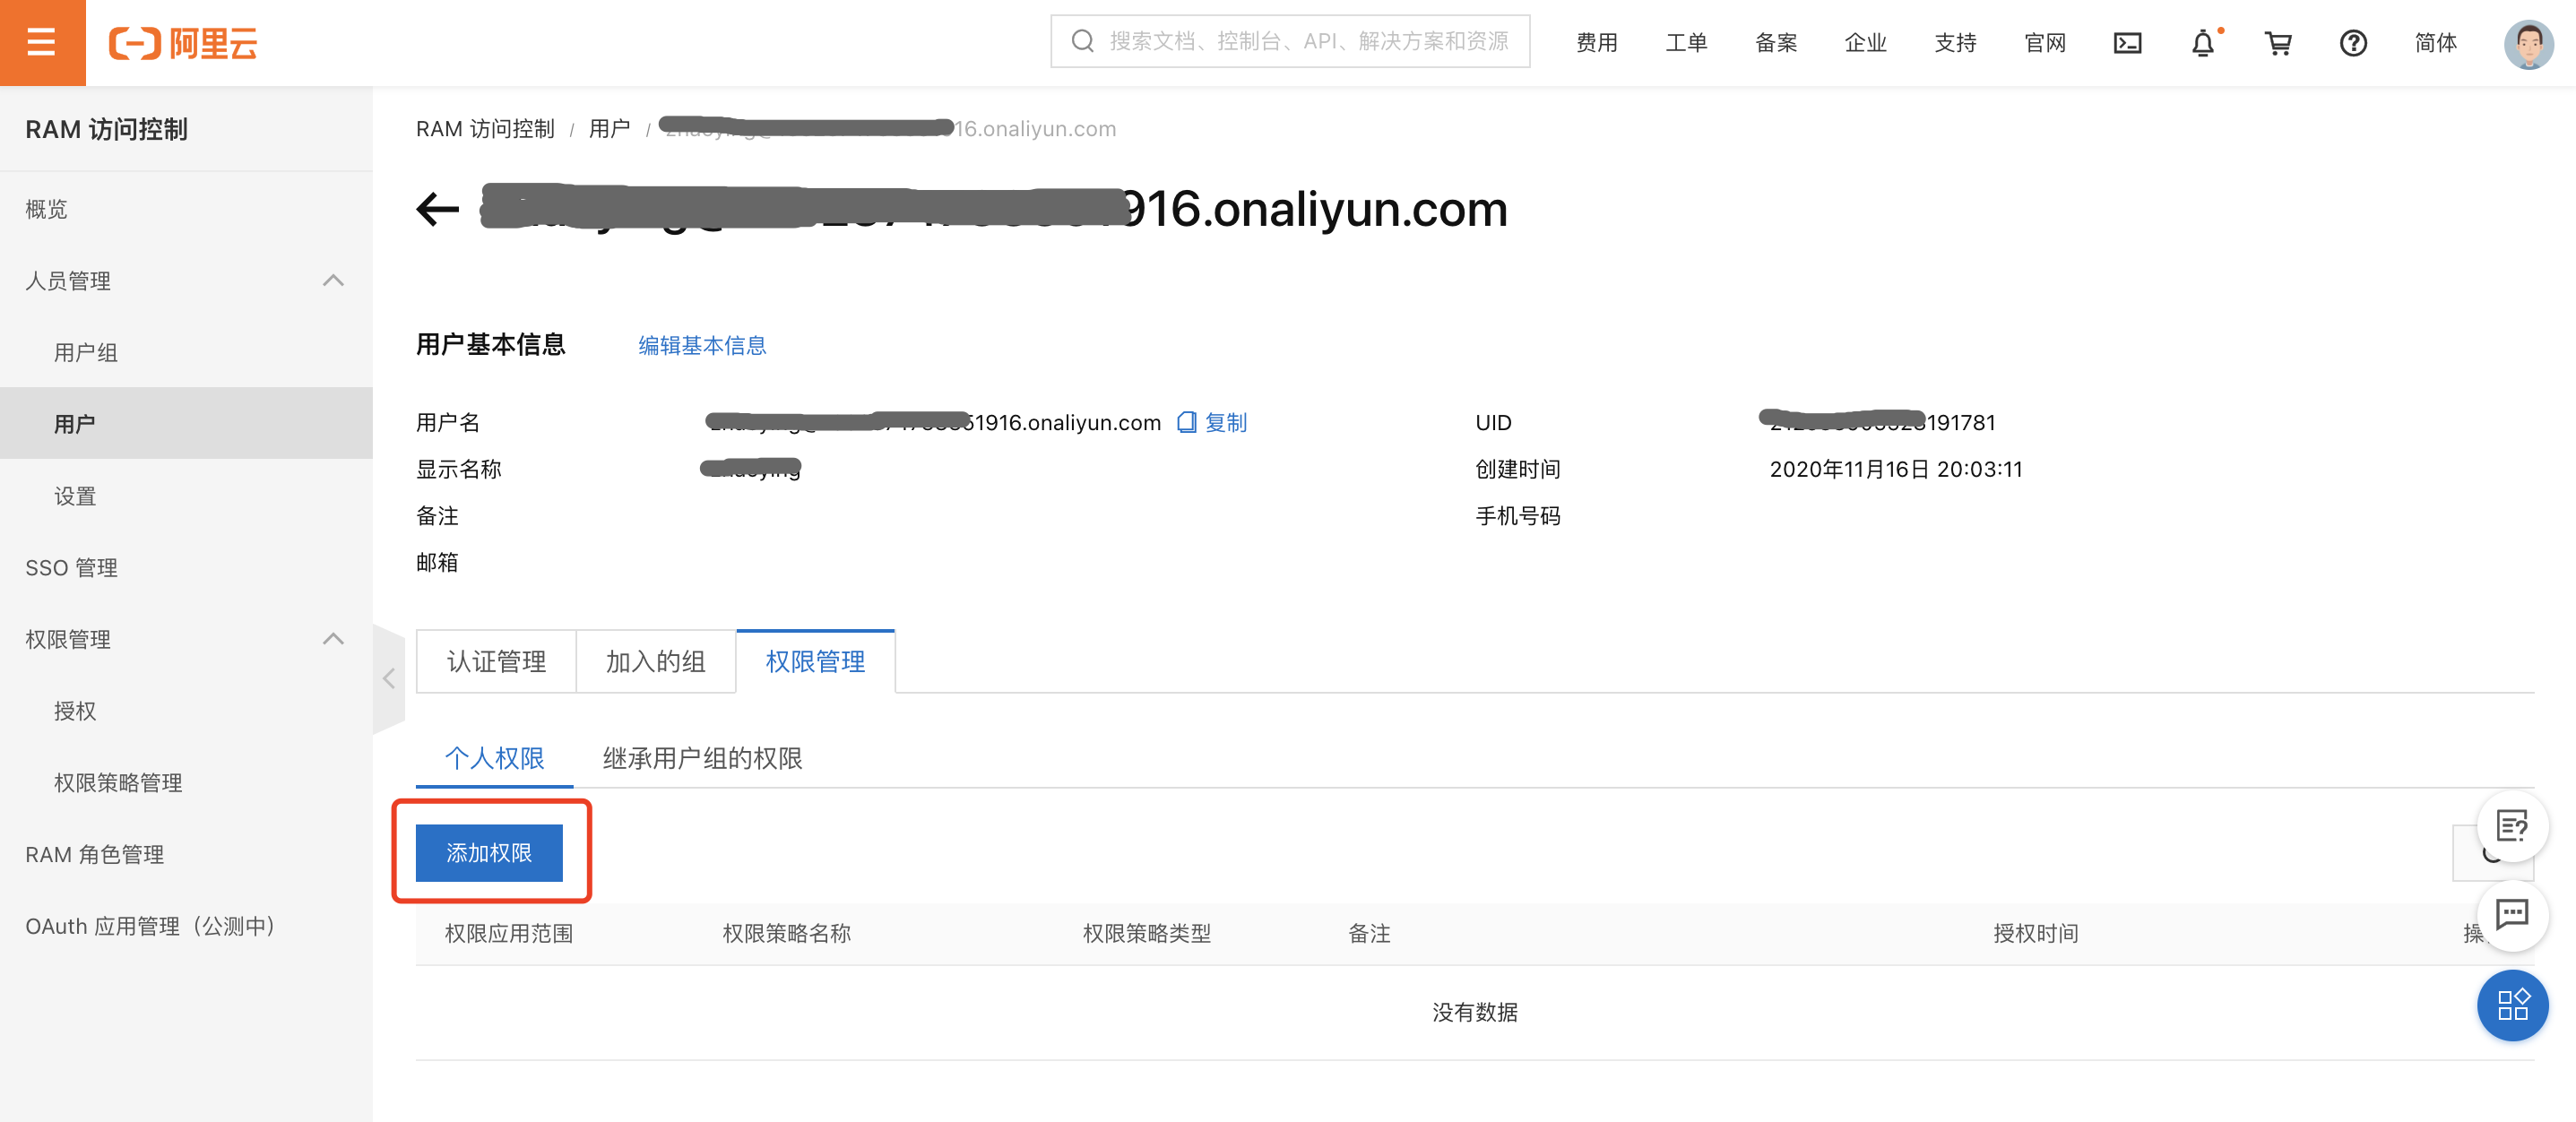 阿里云
搜索文档、控制台、API、解决方案和资源
费用 工单 备案 企业 支持 官网 简体
RAM 访问控制
概览
人员管理
用户组
用户
设置
SSO 管理
权限管理
授权
权限策略管理
RAM 角色管理
OAuth 应用管理（公测中）
RAM 访问控制 / 用户 / 16.onaliyun.com
916.onaliyun.com
用户基本信息 编辑基本信息
用户名 51916.onaliyun.com 复制 UID 191781
显示名称 创建时间 2020年11月16日 20:03:11
备注 手机号码
邮箱
认证管理 加入的组 权限管理
个人权限 继承用户组的权限
添加权限
权限应用范围 权限策略名称 权限策略类型 备注 授权时间 操
没有数据